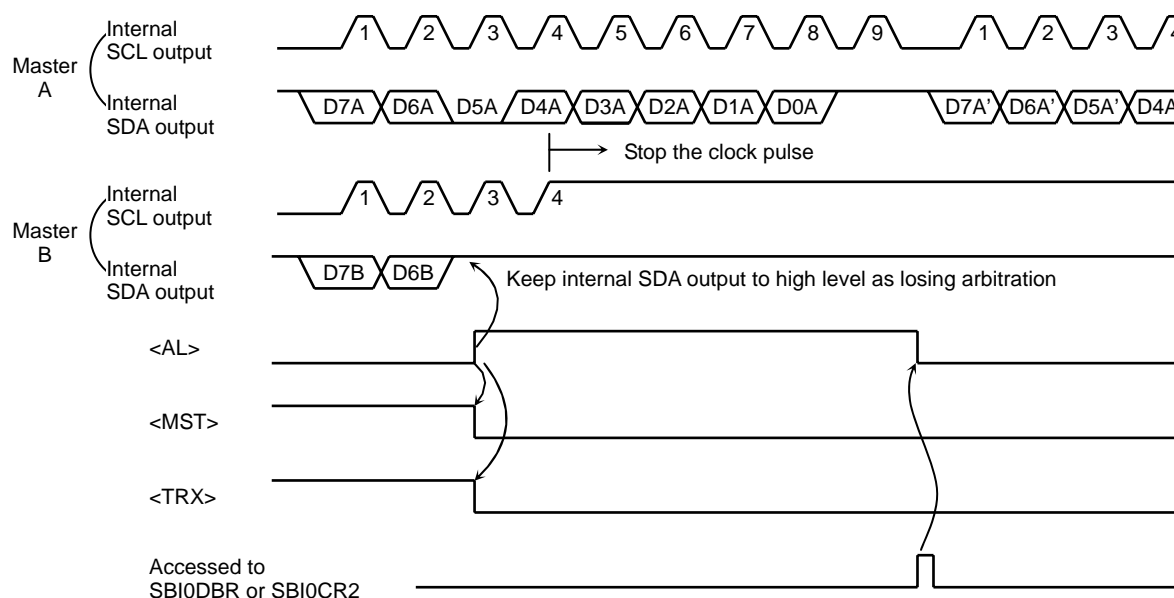 Master
A
Internal
SCL output
1 2 3 4 5 6 7 8 9 1 2 3 4
Internal
SDA output
D7A D6A D5A D4A D3A D2A D1A D0A D7A' D6A' D5A' D4A
Stop the clock pulse
Master
B
Internal
SCL output
1 2 3 4
Internal
SDA output
D7B D6B
Keep internal SDA output to high level as losing arbitration
<AL>
<MST>
<TRX>
Accessed to
SBI0DBR or SBI0CR2